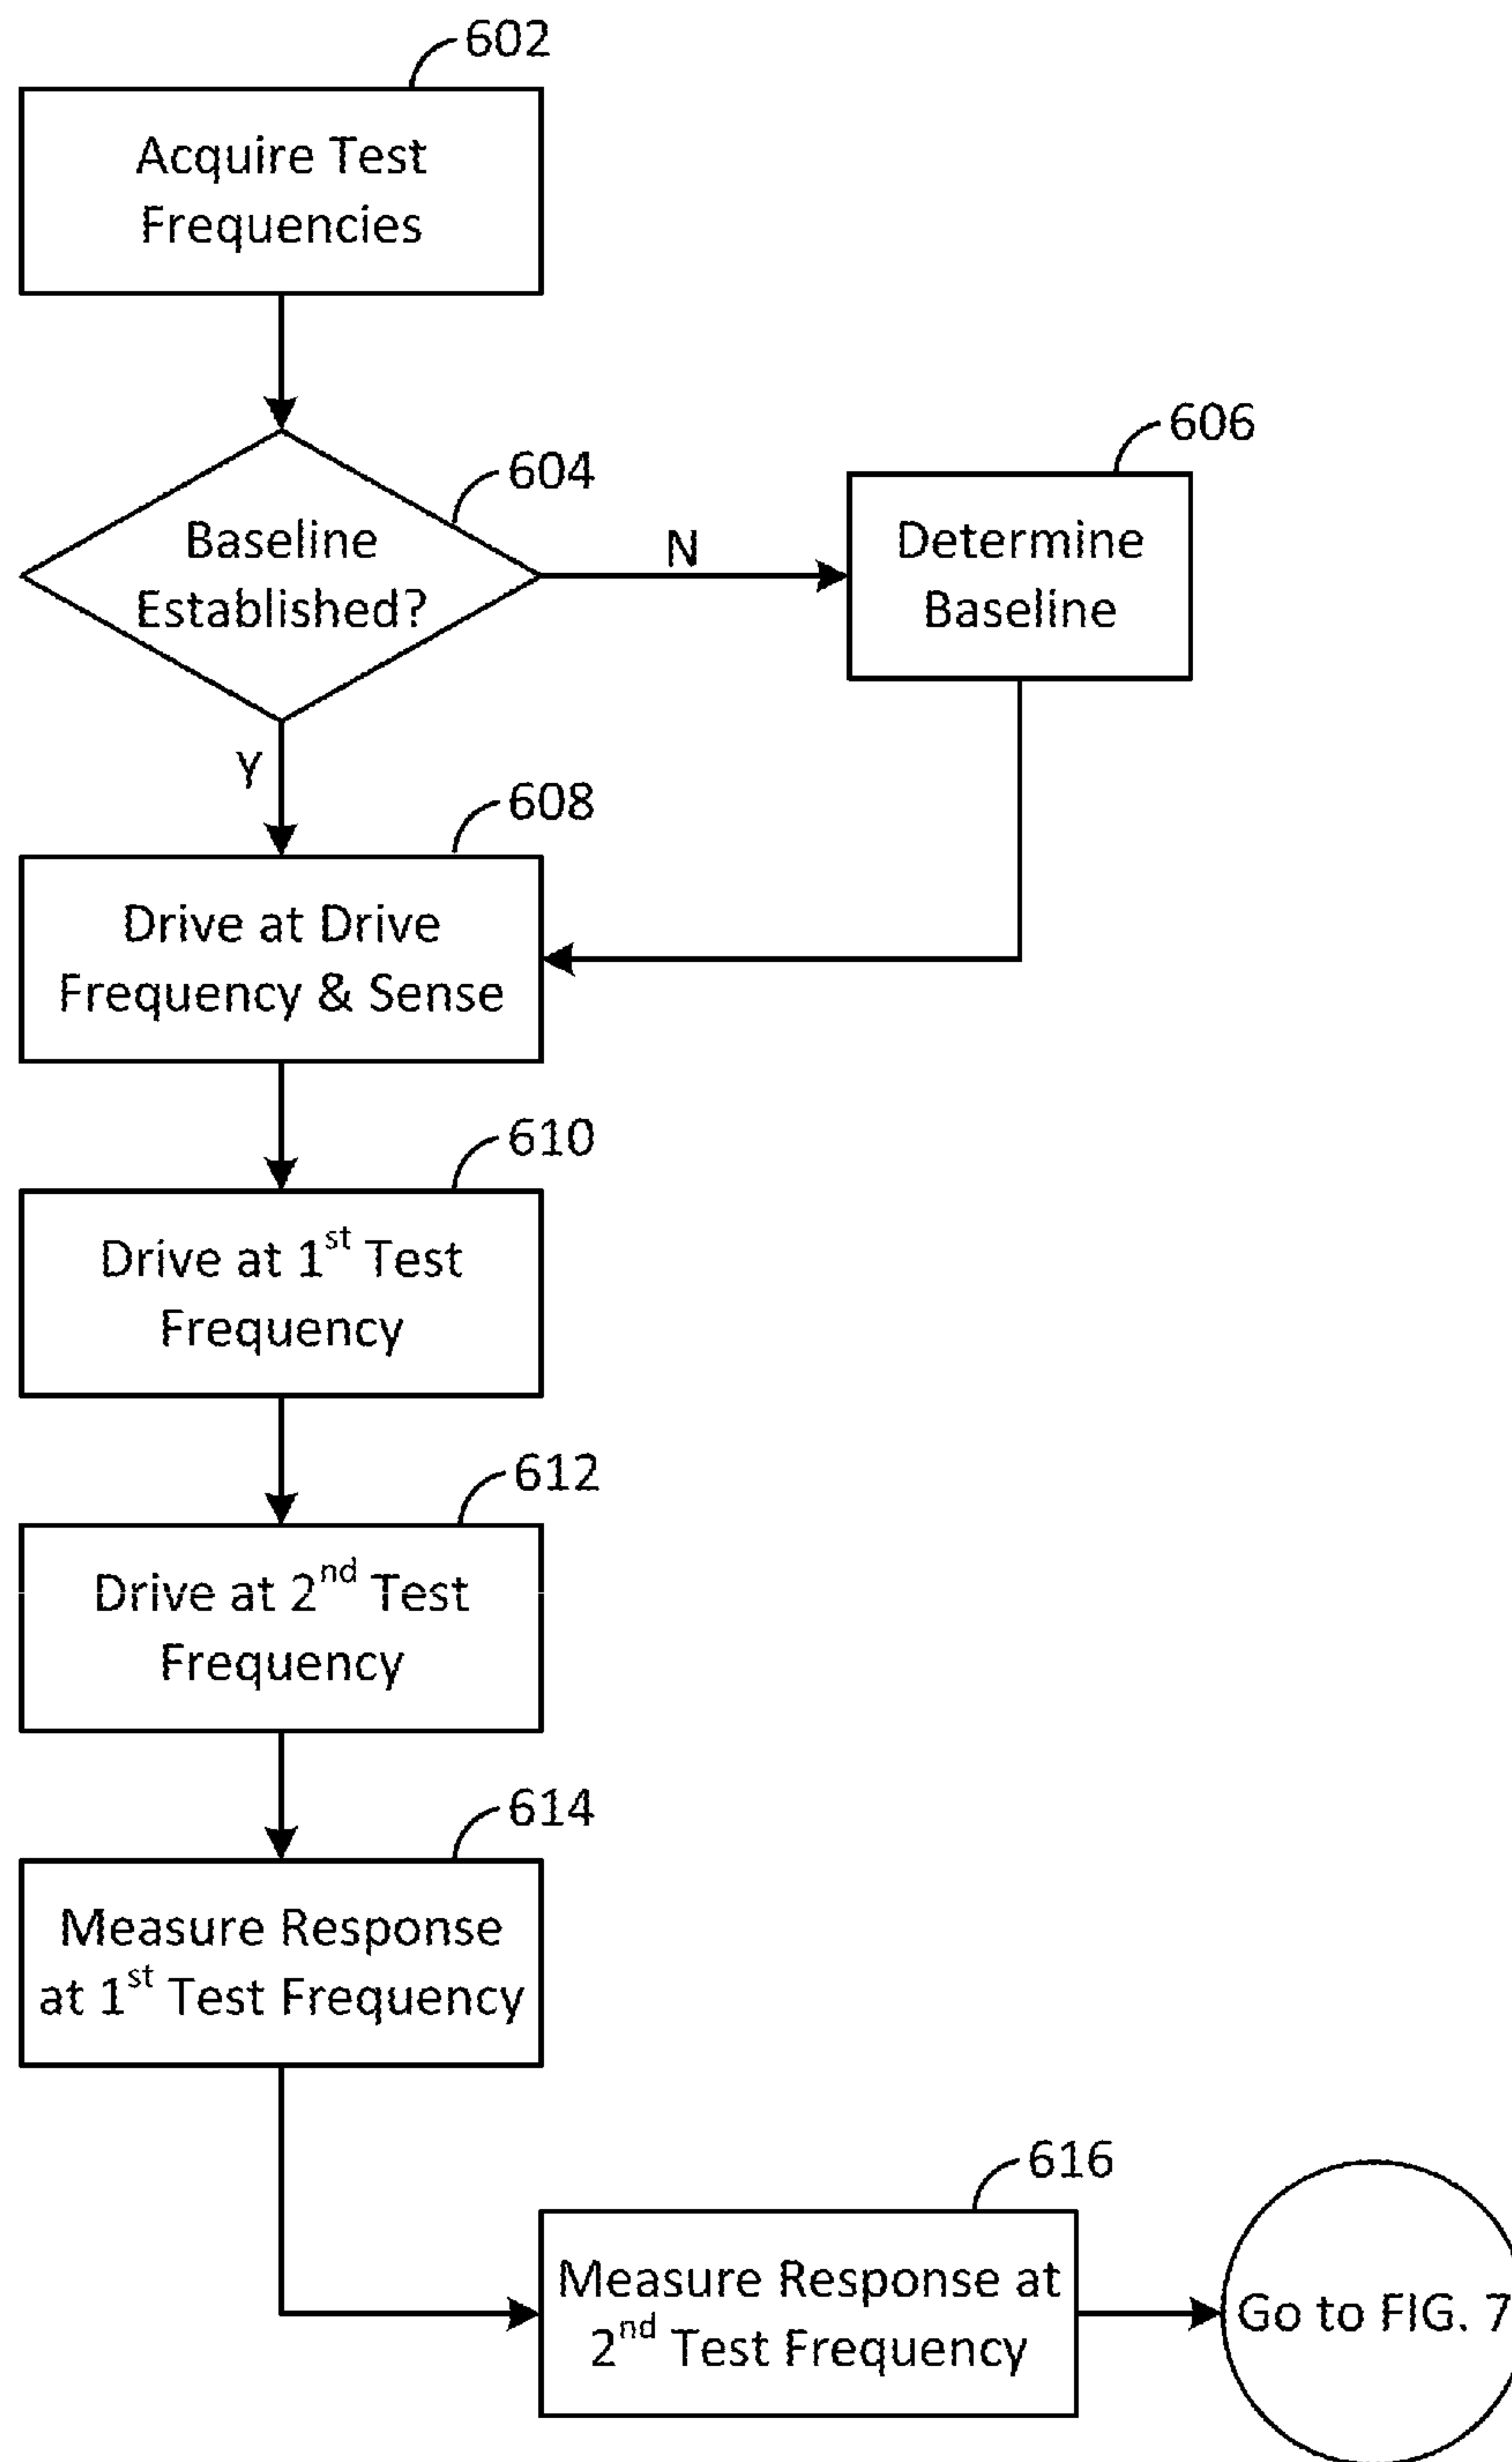 602
Acquire Test
Frequencies
604
Baseline
Established?
N
606
Determine
Baseline
Y
608
Drive at Drive
Frequency & Sense
610
Drive at 1st Test
Frequency
612
Drive at 2nd Test
Frequency
614
Measure Response
at 1st Test Frequency
616
Measure Response at
2nd Test Frequency
Go to FIG. 7